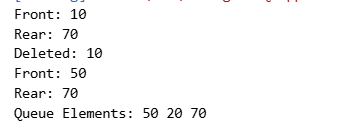 Front: 10
Rear: 70
Deleted: 10
Front: 50
Rear: 70
Queue Elements: 50 20 70